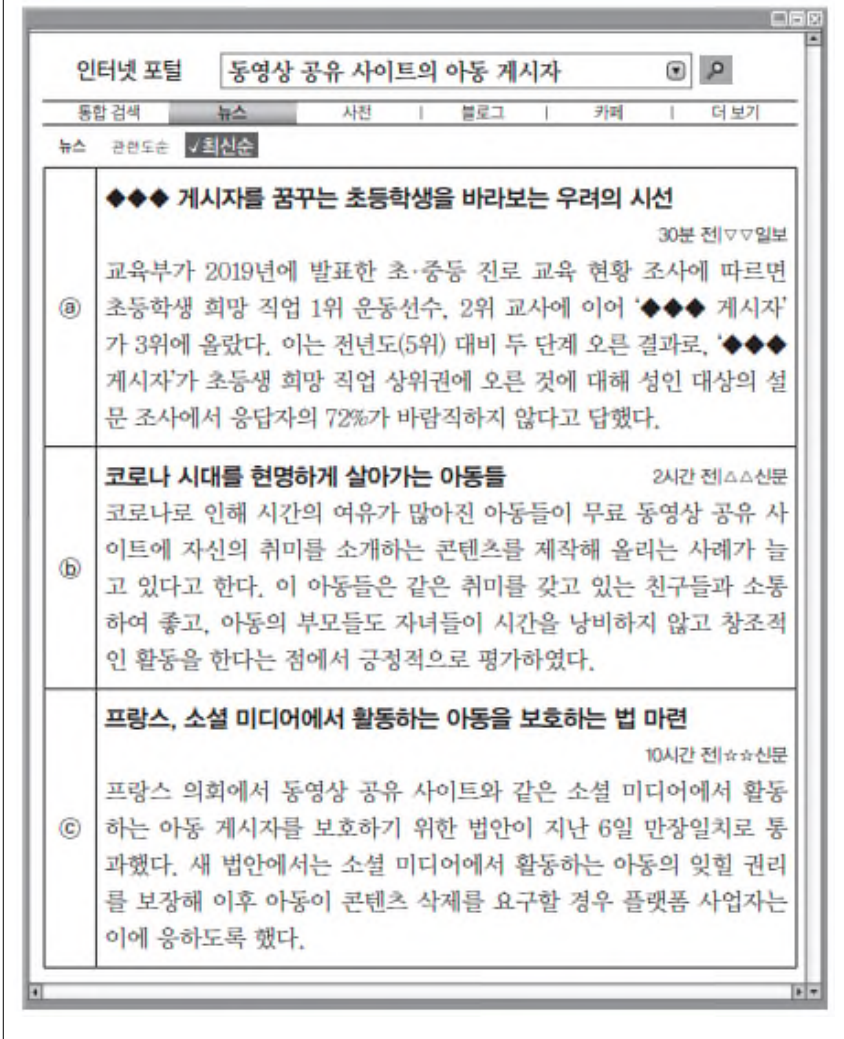 인터넷 포털 동영상 공유 사이트의 아동 게시자
통합 검색 뉴스 사전 | 블로그 | 카페 | 더 보기
뉴스 관련도순 √최신순
◆◆◆ 게시자를 꿈꾸는 초등학생을 바라보는 우려의 시선
30분 전|▽▽일보
ⓐ
교육부가 2019년에 발표한 초·중등 진로 교육 현황 조사에 따르면
초등학생 희망 직업 1위 운동선수, 2위 교사에 이어 ‘◆◆◆ 게시자’
가 3위에 올랐다. 이는 전년도(5위) 대비 두 단계 오른 결과로, ‘◆◆◆
게시자’가 초등생 희망 직업 상위권에 오른 것에 대해 성인 대상의 설
문 조사에서 응답자의 72%가 바람직하지 않다고 답했다.
코로나 시대를 현명하게 살아가는 아동들 2시간 전|△△신문
ⓑ
코로나로 인해 시간의 여유가 많아진 아동들이 무료 동영상 공유 사
이트에 자신의 취미를 소개하는 콘텐츠를 제작해 올리는 사례가 늘
고 있다고 한다. 이 아동들은 같은 취미를 갖고 있는 친구들과 소통
하여 좋고, 아동의 부모들도 자녀들이 시간을 낭비하지 않고 창조적
인 활동을 한다는 점에서 긍정적으로 평가하였다.
프랑스, 소셜 미디어에서 활동하는 아동을 보호하는 법 마련
10시간 전|☆☆신문
ⓒ
프랑스 의회에서 동영상 공유 사이트와 같은 소셜 미디어에서 활동
하는 아동 게시자를 보호하기 위한 법안이 지난 6일 만장일치로 통
과했다. 새 법안에서는 소셜 미디어에서 활동하는 아동의 잊힐 권리
를 보장해 이후 아동이 콘텐츠 삭제를 요구할 경우 플랫폼 사업자는
이에 응하도록 했다.